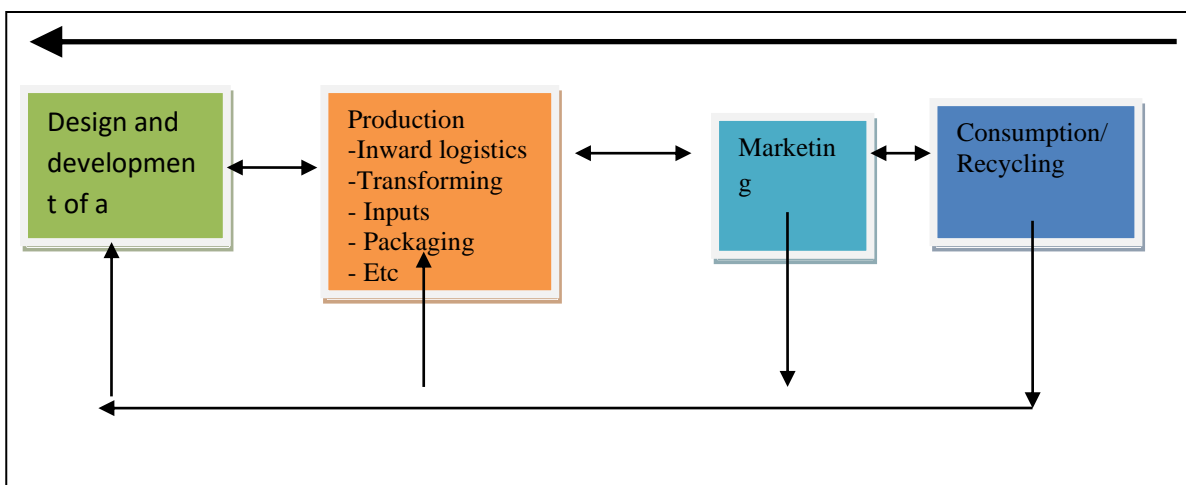 Design and
developmen
t of a
Production
-Inward logistics
-Transforming
- Inputs
- Packaging
- Etc
Marketin
g
Consumption/
Recycling